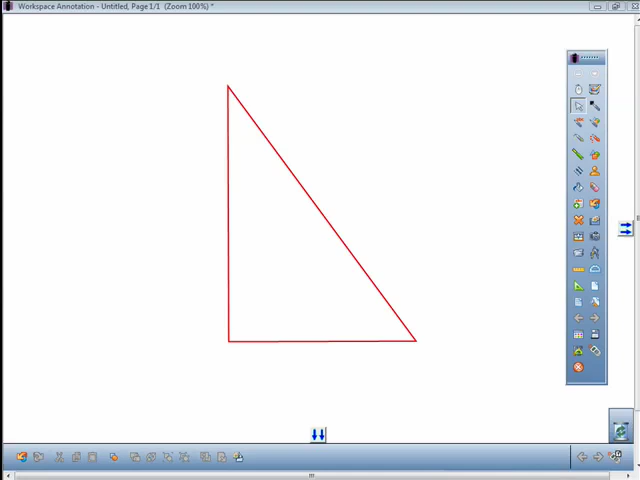 Workspace Annotation - Untitled, Page 1/1 (Zoom 100%) *